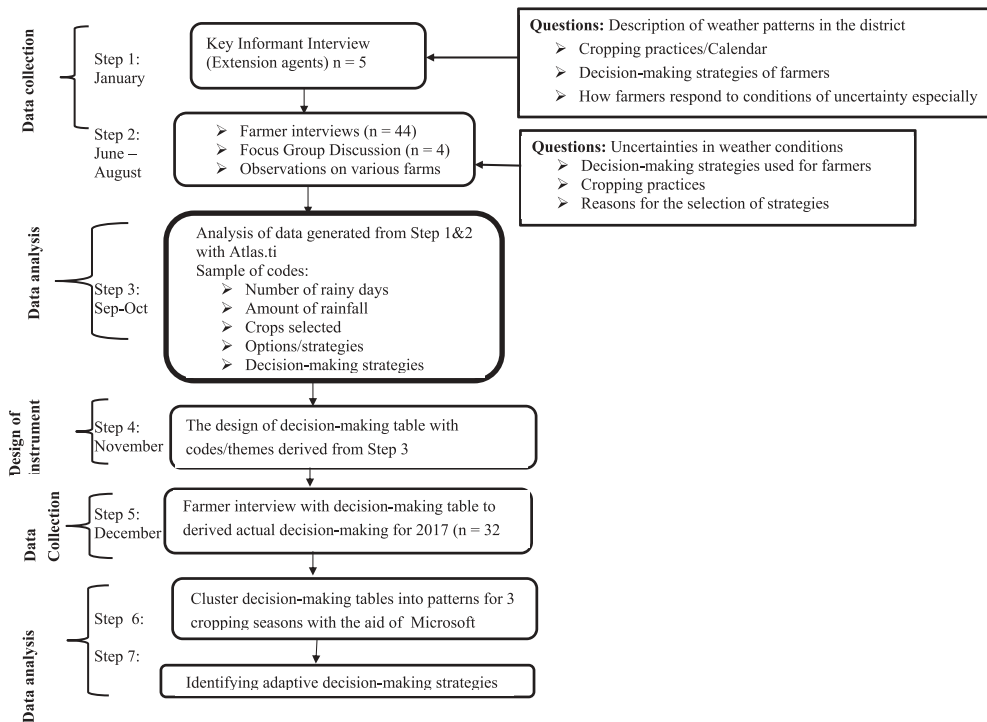 Data collection
Step 1:
January
Key Informant Interview
(Extension agents) n = 5
Questions: Description of weather patterns in the district
➢ Cropping practices/Calendar
➢ Decision-making strategies of farmers
➢ How farmers respond to conditions of uncertainty especially
Step 2:
June –
August
➢ Farmer interviews (n = 44)
➢ Focus Group Discussion (n = 4)
➢ Observations on various farms
Questions: Uncertainties in weather conditions
➢ Decision-making strategies used for farmers
➢ Cropping practices
➢ Reasons for the selection of strategies
Data analysis
Step 3:
Sep-Oct
Analysis of data generated from Step 1&2
with Atlas.ti
Sample of codes:
➢ Number of rainy days
➢ Amount of rainfall
➢ Crops selected
➢ Options/strategies
➢ Decision-making strategies
Design of
instrument
Step 4:
November
The design of decision-making table with
codes/themes derived from Step 3
Data
Collection
Step 5:
December
Farmer interview with decision-making table to
derived actual decision-making for 2017 (n = 32
Data analysis
Step 6:
Cluster decision-making tables into patterns for 3
cropping seasons with the aid of Microsoft
Step 7:
Identifying adaptive decision-making strategies